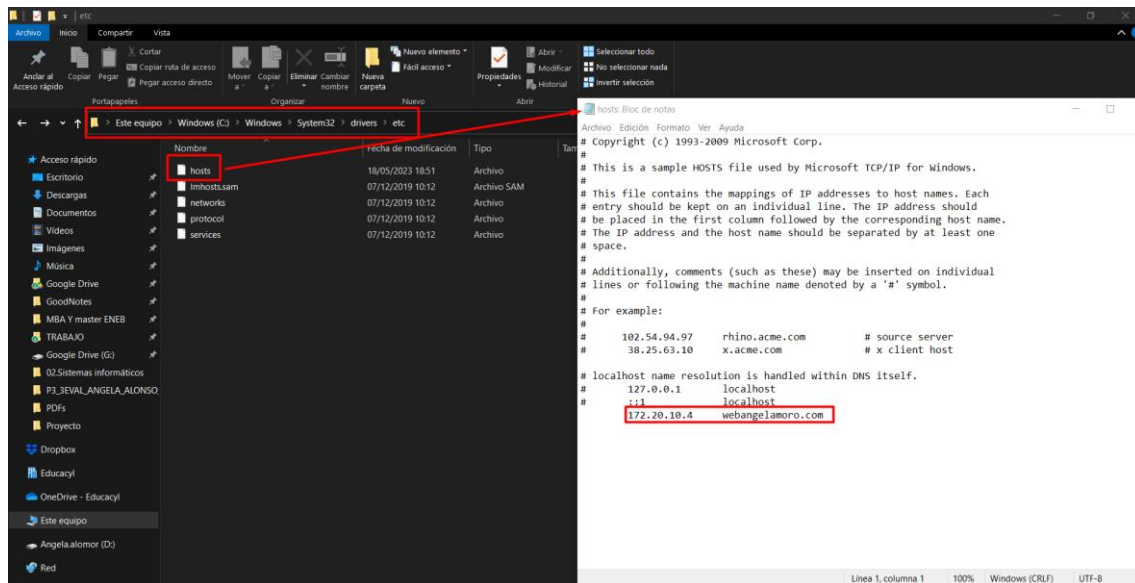 etc
Archivo Inicio Compartir Vista
Anclar al Acceso rápido
Copiar
Pegar
Cortar
Copiar ruta de acceso
Pegar acceso directo
Portapapeles
Mover a
Copiar a
Eliminar
Cambiar nombre
Organizar
Nueva carpeta
Nuevo elemento
Fácil acceso
Nuevo
Propiedades
Abrir
Modificar
Historial
Abrir
Seleccionar todo
No seleccionar nada
Invertir selección
Este equipo > Windows (C:) > Windows > System32 > drivers > etc
Acceso rápido
Escritorio
Descargas
Documentos
Vídeos
Imágenes
Música
Google Drive
GoodNotes
MBA Y master ENEB
TRABAJO
Google Drive (G:)
02.Sistemas informáticos
P3_3EVAL_ANGELA_ALONSO_
PDFs
Proyecto
Dropbox
Educacyl
OneDrive - Educacyl
Este equipo
Angela.alomor (D:)
Red
Nombre Fecha de modificación Tipo Tam
hosts 18/05/2023 18:51 Archivo
lmhosts.sam 07/12/2019 10:12 Archivo SAM
networks 07/12/2019 10:12 Archivo
protocol 07/12/2019 10:12 Archivo
services 07/12/2019 10:12 Archivo
hosts: Bloc de notas
Archivo Edición Formato Ver Ayuda
# Copyright (c) 1993-2009 Microsoft Corp.
#
# This is a sample HOSTS file used by Microsoft TCP/IP for Windows.
#
# This file contains the mappings of IP addresses to host names. Each
# entry should be kept on an individual line. The IP address should
# be placed in the first column followed by the corresponding host name.
# The IP address and the host name should be separated by at least one
# space.
#
# Additionally, comments (such as these) may be inserted on individual
# lines or following the machine name denoted by a '#' symbol.
#
# For example:
#
# 102.54.94.97 rhino.acme.com # source server
# 38.25.63.10 x.acme.com # x client host
# localhost name resolution is handled within DNS itself.
# 127.0.0.1 localhost
# ::1 localhost
172.20.10.4 webangelamoro.com
Línea 1, columna 1 100% Windows (CRLF) UTF-8